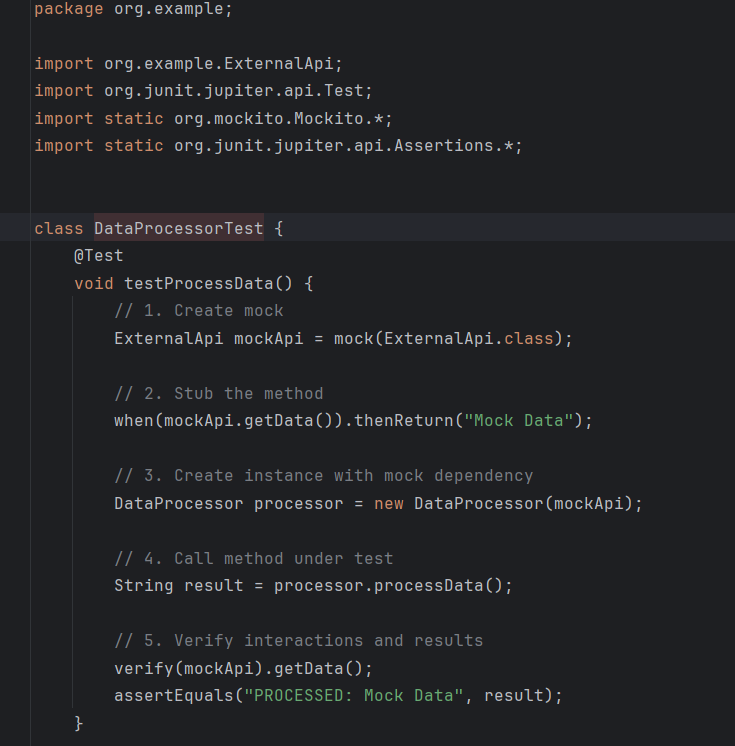 package org.example;
import org.example.ExternalApi;
import org.junit.jupiter.api.Test;
import static org.mockito.Mockito.*;
import static org.junit.jupiter.api.Assertions.*;
class DataProcessorTest {
@Test
void testProcessData() {
// 1. Create mock
ExternalApi mockApi = mock(ExternalApi.class);
// 2. Stub the method
when(mockApi.getData()).thenReturn("Mock Data");
// 3. Create instance with mock dependency
DataProcessor processor = new DataProcessor(mockApi);
// 4. Call method under test
String result = processor.processData();
// 5. Verify interactions and results
verify(mockApi).getData();
assertEquals("PROCESSED: Mock Data", result);
}